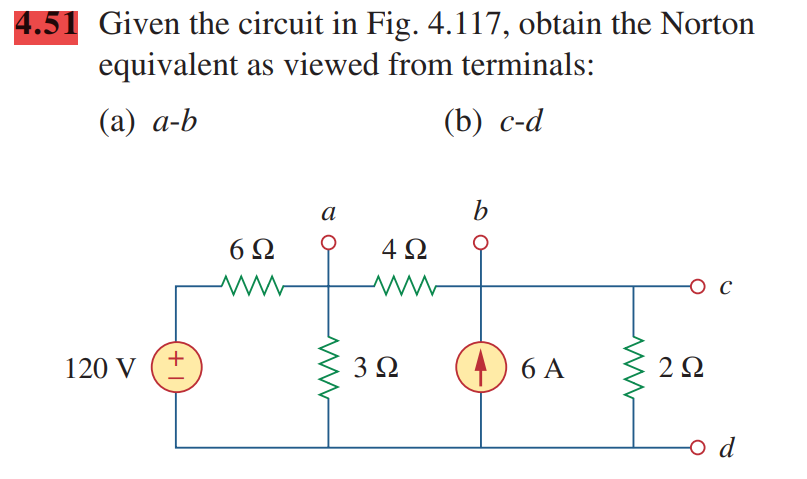 4.51 Given the circuit in Fig. 4.117, obtain the Norton
equivalent as viewed from terminals:
(a) a-b (b) c-d
a b
6 Ω 4 Ω
c
120 V + − 3 Ω 6 A 2 Ω
d